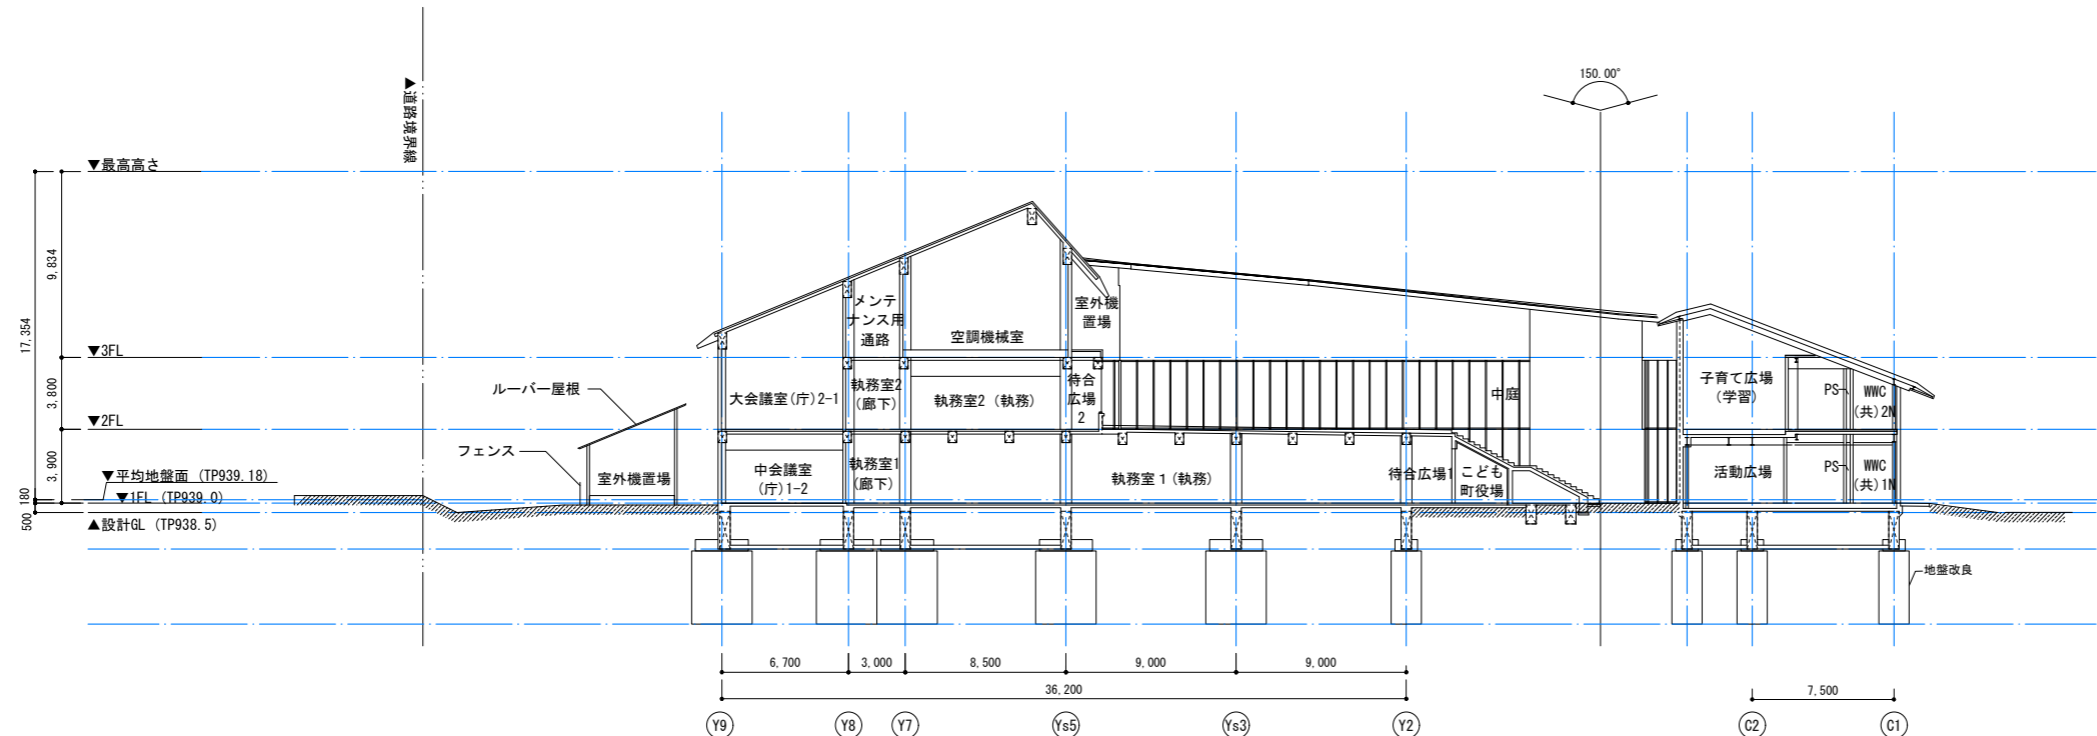 150.00°
▲道路境界線
▼最高高さ
9,834
17,354
メンテ
ナンス用
通路
室外機
置場
空調機械室
▼3FL
3,800
ルーバー屋根
大会議室(庁)2-1
執務室2
(廊下)
執務室2 (執務)
待合
広場
2
中庭
子育て広場
(学習)
PS
WWC
(共)2N
▼2FL
フェンス
3,900
室外機置場
中会議室
(庁)1-2
執務室1
(廊下)
執務室1(執務)
待合広場1
こども
町役場
活動広場
PS
WWC
(共)1N
▼平均地盤面 (TP939.18)
180
▼1FL (TP939.0)
500
▲設計GL (TP938.5)
地盤改良
6,700
3,000
8,500
9,000
9,000
36,200
7,500
Y9
Y8
Y7
Ys5
Ys3
Y2
C2
C1